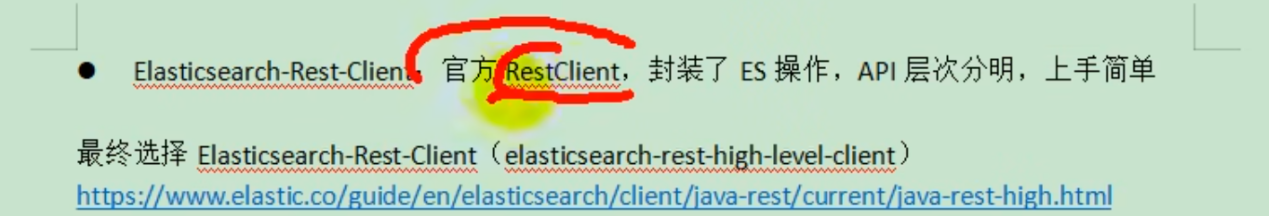 ● Elasticsearch-Rest-Client：官方 RestClient，封装了 ES 操作，API 层次分明，上手简单
最终选择 Elasticsearch-Rest-Client（elasticsearch-rest-high-level-client）
https://www.elastic.co/guide/en/elasticsearch/client/java-rest/current/java-rest-high.html